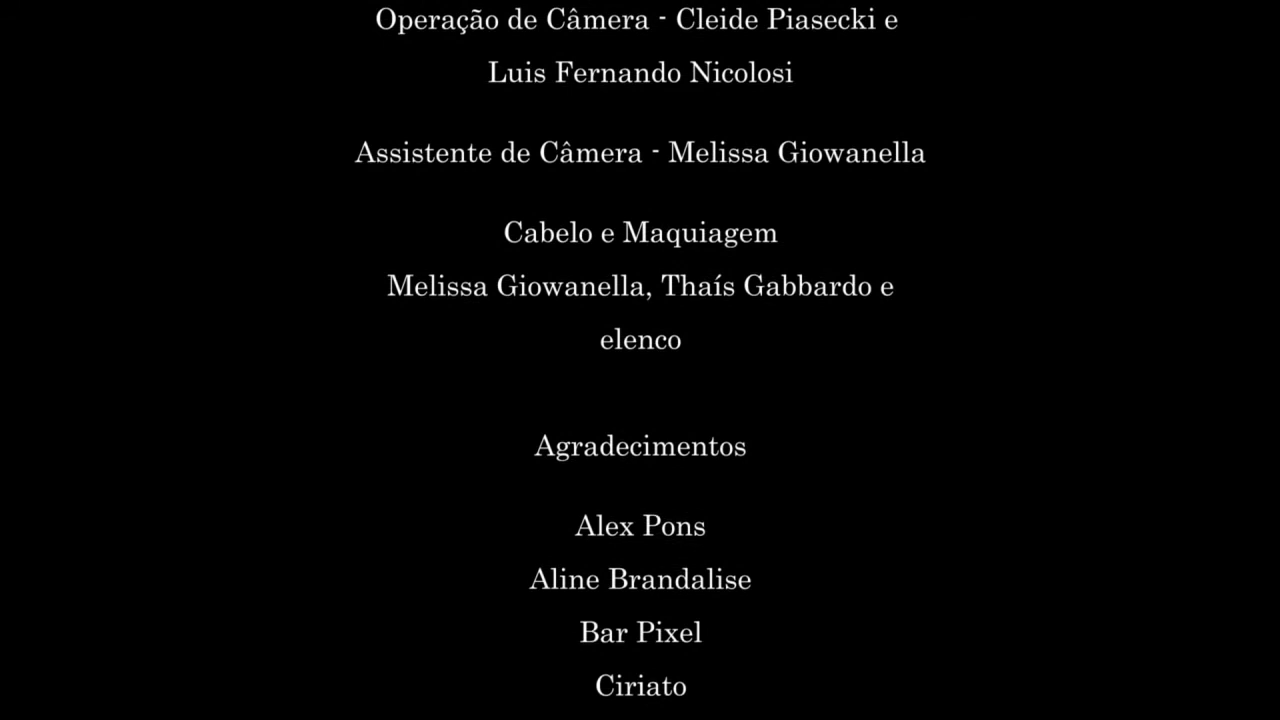 Operação de Câmera - Cleide Piasecki e
Luis Fernando Nicolosi
Assistente de Câmera - Melissa Giowanella
Cabelo e Maquiagem
Melissa Giowanella, Thaís Gabbardo e
elenco
Agradecimentos
Alex Pons
Aline Brandalise
Bar Pixel
Ciriato